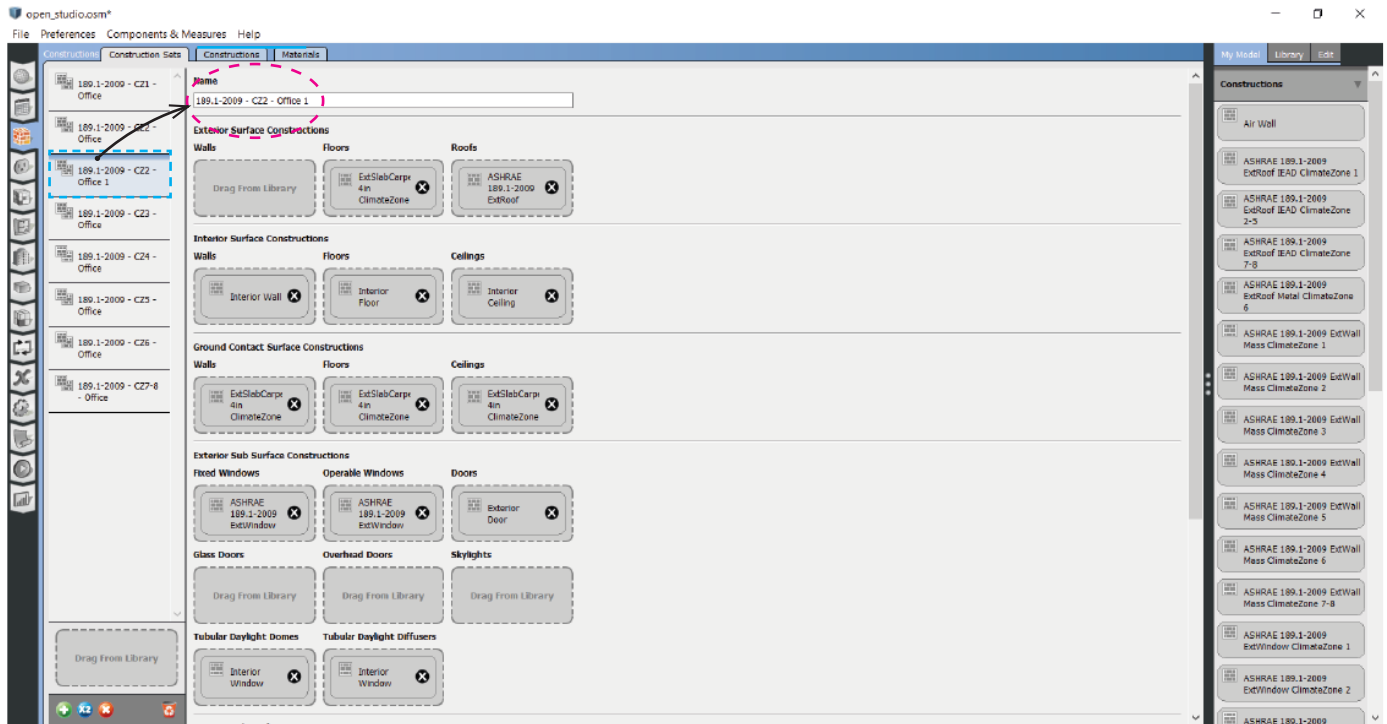 open_studio.osm*
File Preferences Components & Measures Help
Constructions Construction Sets Constructions Materials
My Model Library Edit
189.1-2009 - CZ1 -
Office
189.1-2009 - CZ2 -
Office
189.1-2009 - CZ2 -
Office 1
189.1-2009 - CZ3 -
Office
189.1-2009 - CZ4 -
Office
189.1-2009 - CZ5 -
Office
189.1-2009 - CZ6 -
Office
189.1-2009 - CZ7-8
- Office
Drag From Library
x2
Name
189.1-2009 - CZ2 - Office 1
Exterior Surface Constructions
Walls Floors Roofs
Drag From Library
ExtSlabCarpe
4in
ClimateZone
ASHRAE
189.1-2009
ExtRoof
Interior Surface Constructions
Walls Floors Ceilings
Interior Wall
Interior
Floor
Interior
Ceiling
Ground Contact Surface Constructions
Walls Floors Ceilings
ExtSlabCarpe
4in
ClimateZone
ExtSlabCarpe
4in
ClimateZone
ExtSlabCarpe
4in
ClimateZone
Exterior Sub Surface Constructions
Fixed Windows Operable Windows Doors
ASHRAE
189.1-2009
ExtWindow
ASHRAE
189.1-2009
ExtWindow
Exterior
Door
Glass Doors Overhead Doors Skylights
Drag From Library Drag From Library Drag From Library
Tubular Daylight Domes Tubular Daylight Diffusers
Interior
Window
Interior
Window
Constructions
Air Wall
ASHRAE 189.1-2009
ExtRoof IEAD ClimateZone 1
ASHRAE 189.1-2009
ExtRoof IEAD ClimateZone
2-5
ASHRAE 189.1-2009
ExtRoof IEAD ClimateZone
7-8
ASHRAE 189.1-2009
ExtRoof Metal ClimateZone
6
ASHRAE 189.1-2009 ExtWall
Mass ClimateZone 1
ASHRAE 189.1-2009 ExtWall
Mass ClimateZone 2
ASHRAE 189.1-2009 ExtWall
Mass ClimateZone 3
ASHRAE 189.1-2009 ExtWall
Mass ClimateZone 4
ASHRAE 189.1-2009 ExtWall
Mass ClimateZone 5
ASHRAE 189.1-2009 ExtWall
Mass ClimateZone 6
ASHRAE 189.1-2009 ExtWall
Mass ClimateZone 7-8
ASHRAE 189.1-2009
ExtWindow ClimateZone 1
ASHRAE 189.1-2009
ExtWindow ClimateZone 2
ASHRAE 189.1-2009